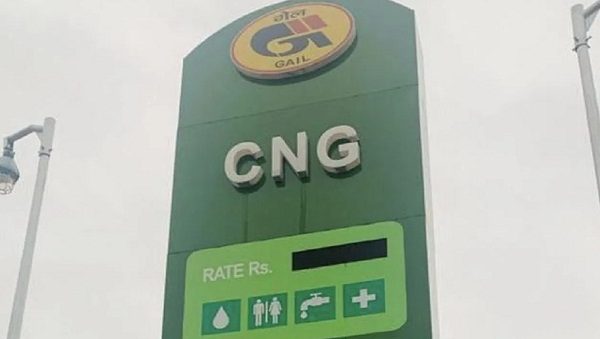 गेल
GAIL
CNG
RATE Rs.